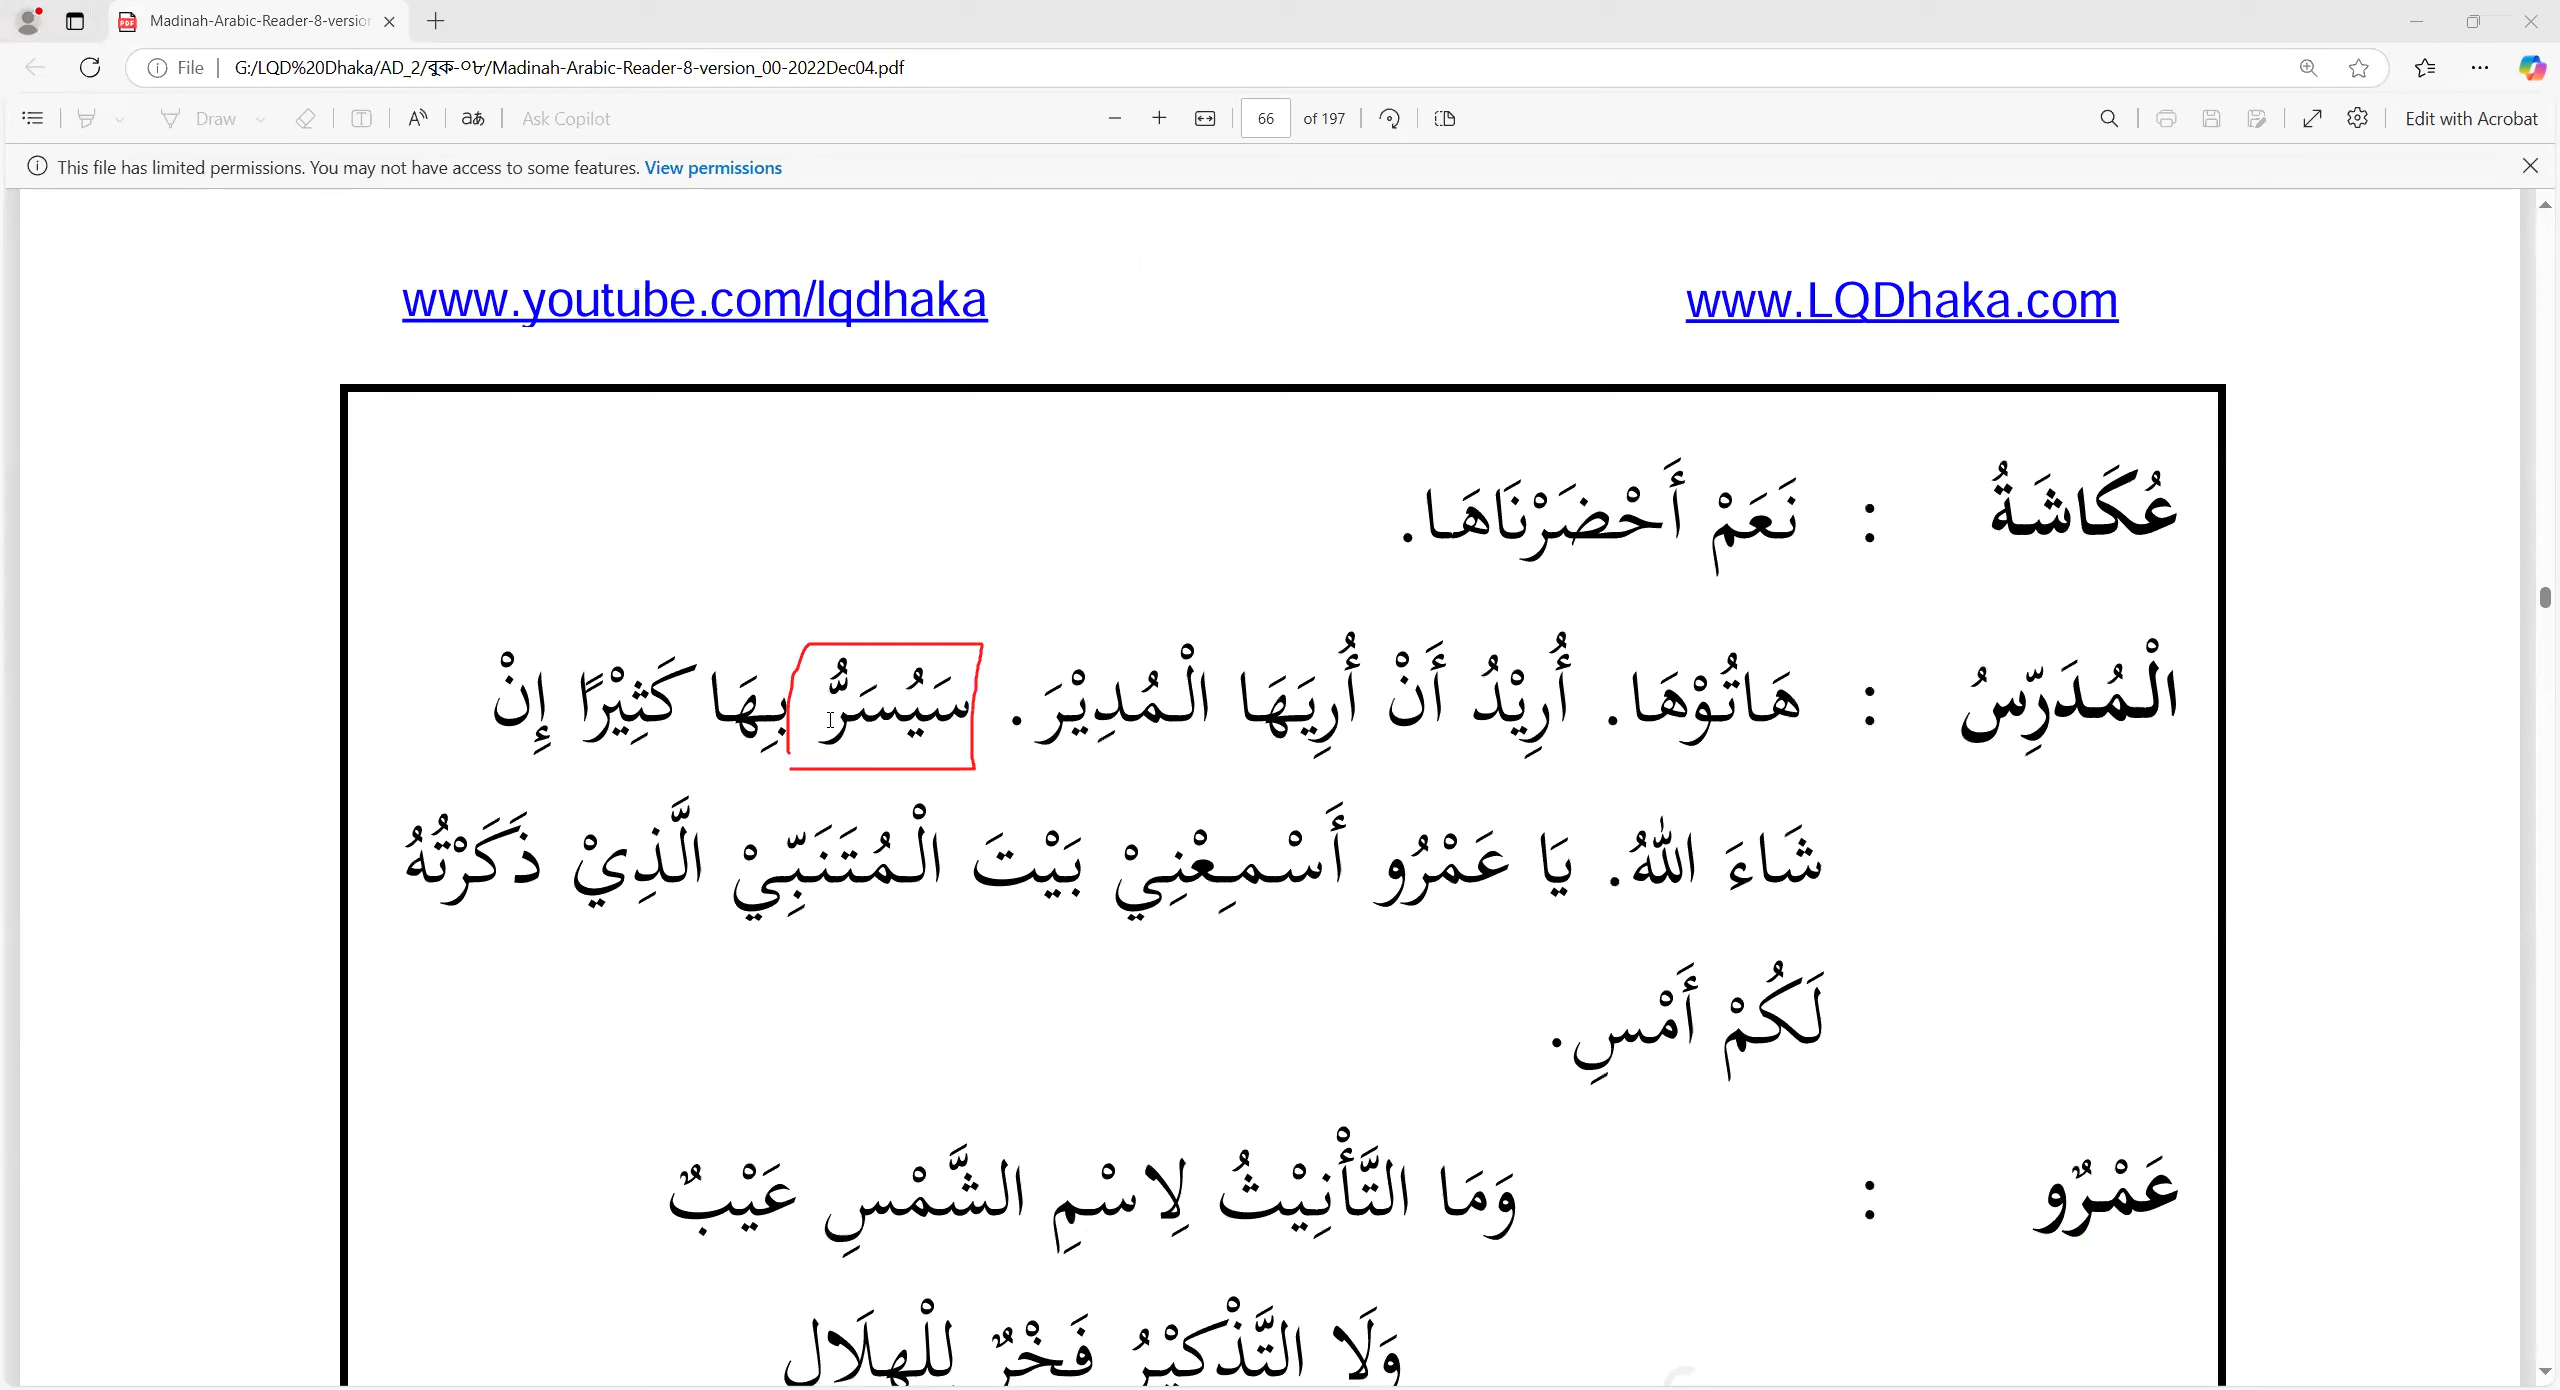 Madinah-Arabic-Reader-8-versio
File G:/LQD%20Dhaka/AD_2/বুক-০৮/Madinah-Arabic-Reader-8-version_00-2022Dec04.pdf
Draw Ask Copilot 66 of 197 Edit with Acrobat
This file has limited permissions. You may not have access to some features. View permissions
www.youtube.com/lqdhaka www.LQDhaka.com
عُكَاشَةُ : نَعَمْ أَحْضَرْنَاهَا.
الْمُدَرِّسُ : هَاتُوْهَا. أُرِيْدُ أَنْ أُرِيَهَا الْمُدِيْرَ. سَيُسَرُّ بِهَا كَثِيْرًا إِنْ
شَاءَ اللهُ. يَا عَمْرُو أَسْمِعْنِيْ بَيْتَ الْمُتَنَبِّيْ الَّذِيْ ذَكَرْتُهُ
لَكُمْ أَمْسِ.
عَمْرٌو : وَمَا التَّأْنِيْثُ لِاسْمِ الشَّمْسِ عَيْبٌ
وَلَا التَّذْكِيْرُ فَخْرٌ لِلْهِلَالِ